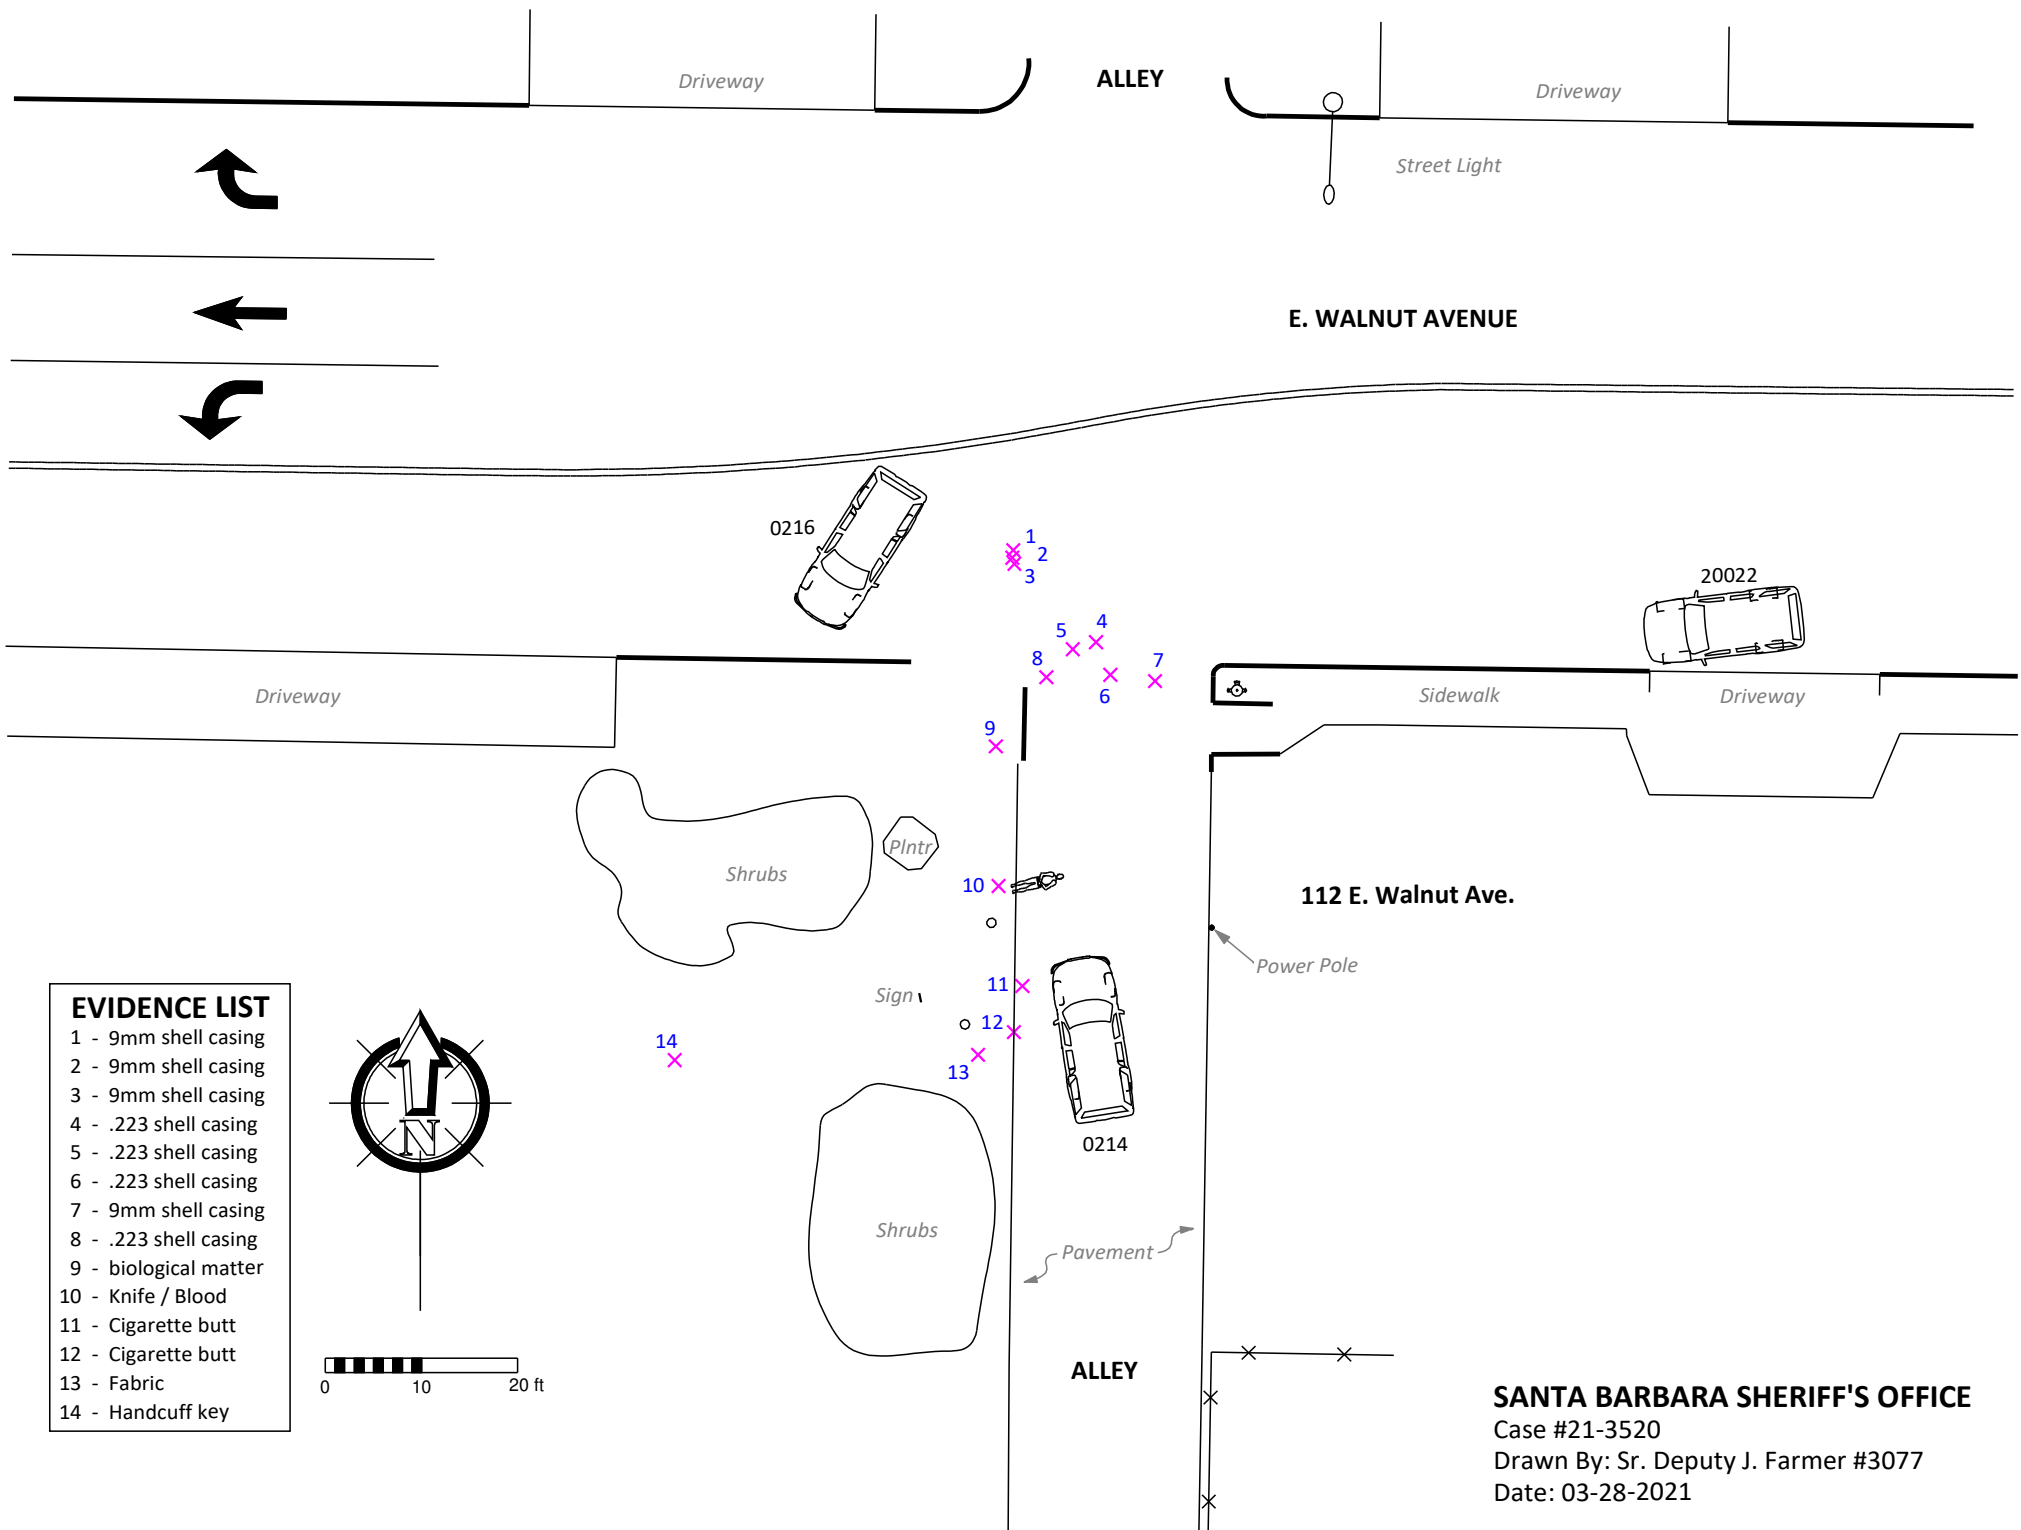 Driveway
ALLEY
Driveway
Street Light
E. WALNUT AVENUE
0216
1
2
3
20022
4
5
8
7
6
Driveway
Sidewalk
Driveway
9
Plntr
Shrubs
10
112 E. Walnut Ave.
Power Pole
11
Sign
12
14
13
0214
EVIDENCE LIST
1 - 9mm shell casing
2 - 9mm shell casing
3 - 9mm shell casing
4 - .223 shell casing
5 - .223 shell casing
6 - .223 shell casing
7 - 9mm shell casing
8 - .223 shell casing
9 - biological matter
10 - Knife / Blood
11 - Cigarette butt
12 - Cigarette butt
13 - Fabric
14 - Handcuff key
N
0 10 20 ft
Shrubs
Pavement
ALLEY
SANTA BARBARA SHERIFF'S OFFICE
Case #21-3520
Drawn By: Sr. Deputy J. Farmer #3077
Date: 03-28-2021